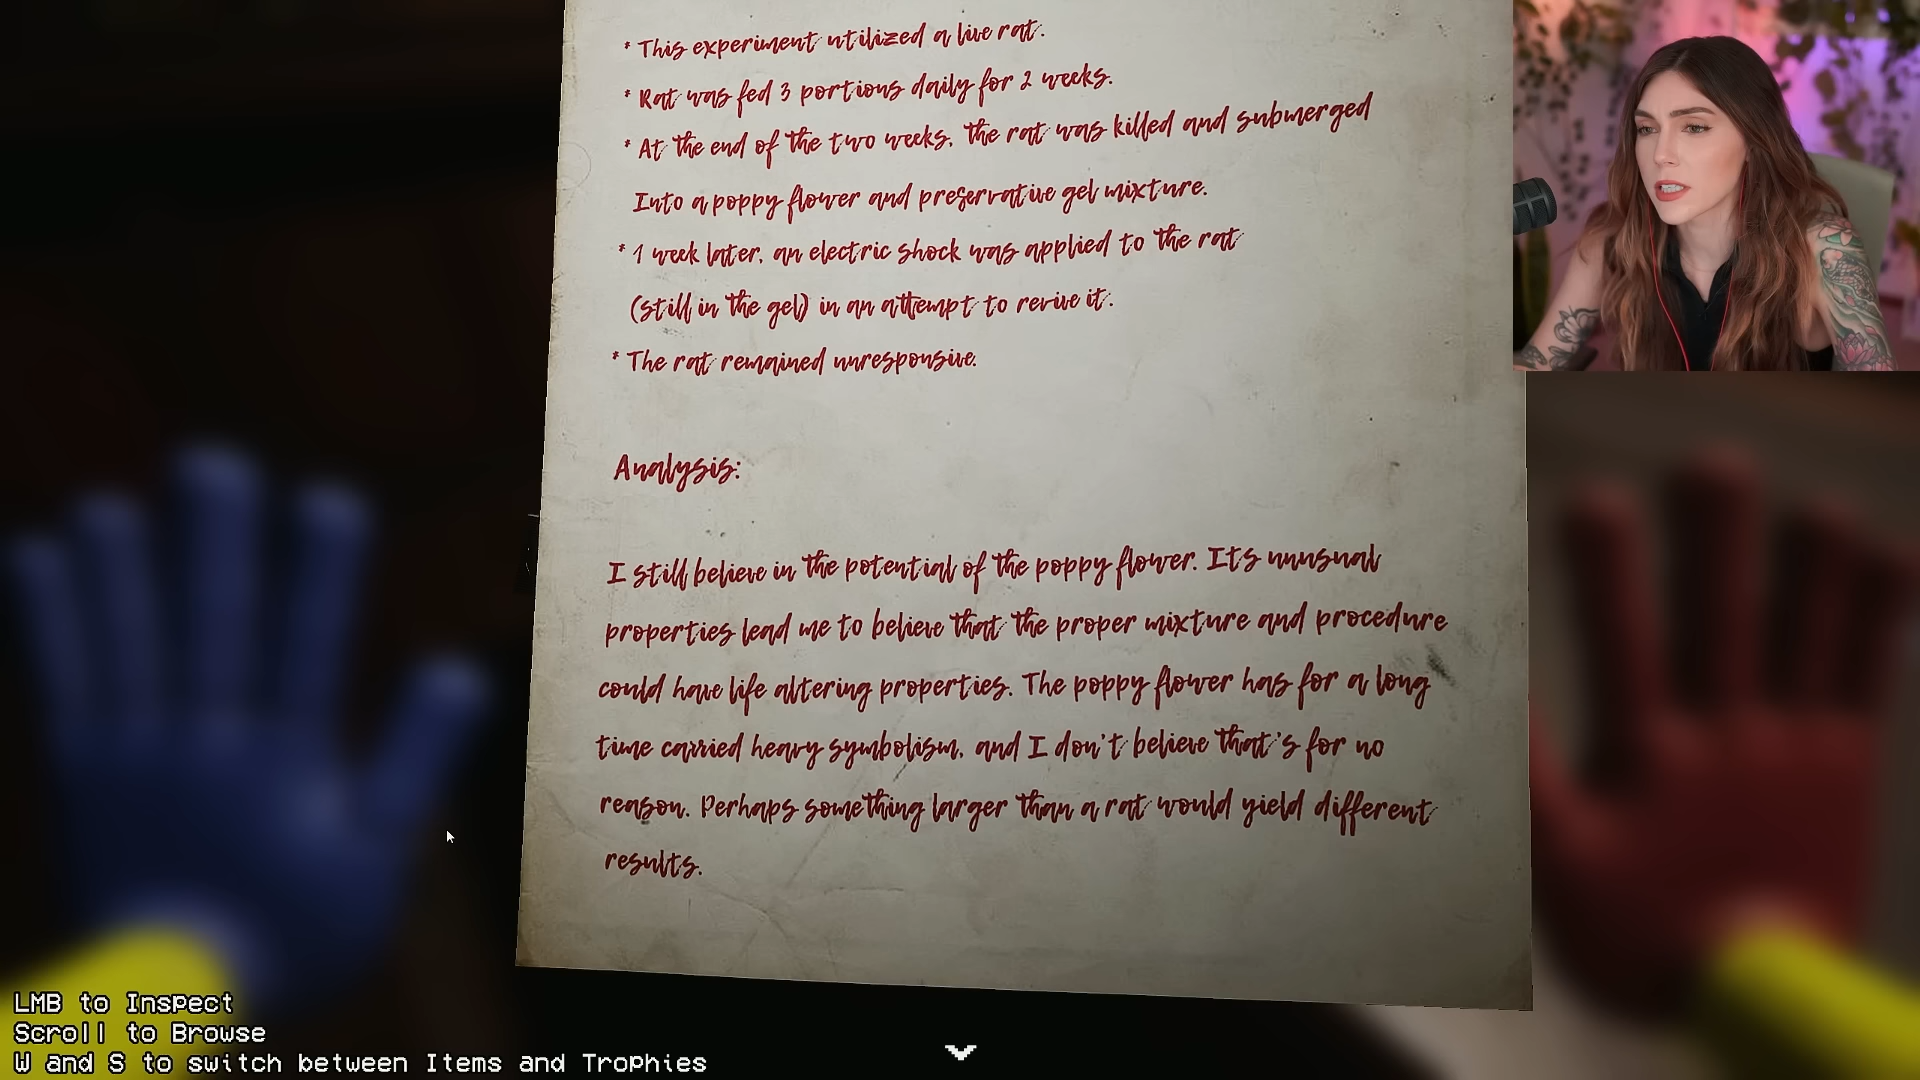 * This experiment utilized a live rat.
* Rat was fed 3 portions daily for 2 weeks.
* At the end of the two weeks, the rat was killed and submerged
Into a poppy flower and preservative gel mixture.
* 1 week later, an electric shock was applied to the rat
(still in the gel) in an attempt to revive it.
* The rat remained unresponsive.
Analysis:
I still believe in the potential of the poppy flower. Its unusual
properties lead me to believe that the proper mixture and procedure
could have life altering properties. The poppy flower has for a long
time carried heavy symbolism, and I don't believe that's for no
reason. Perhaps something larger than a rat would yield different
results.
LMB to Inspect
Scroll to Browse
W and S to switch between Items and Trophies